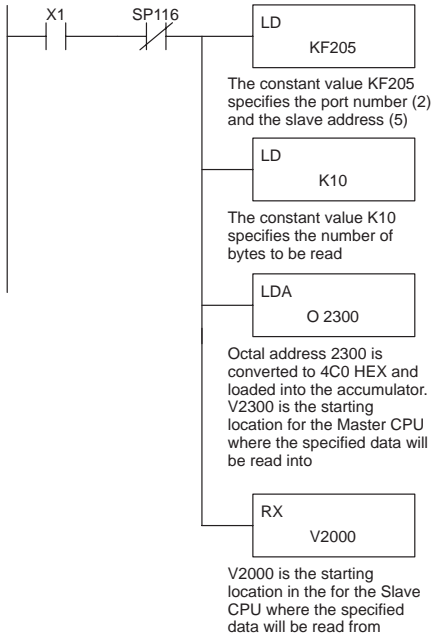 X1 SP116
LD
KF205
The constant value KF205
specifies the port number (2)
and the slave address (5)
LD
K10
The constant value K10
specifies the number of
bytes to be read
LDA
O 2300
Octal address 2300 is
converted to 4C0 HEX and
loaded into the accumulator.
V2300 is the starting
location for the Master CPU
where the specified data will
be read into
RX
V2000
V2000 is the starting
location in the for the Slave
CPU where the specified
data will be read from